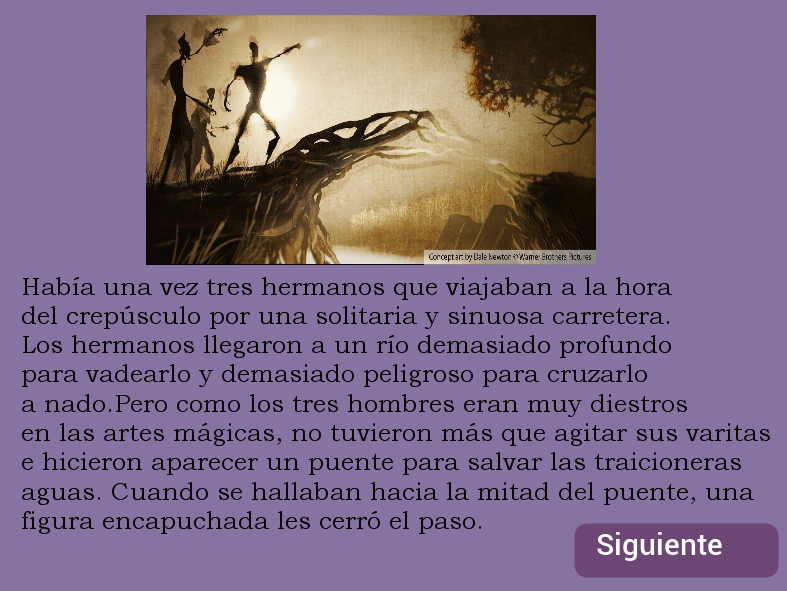 Concept art by Dale Newton © Warner Brothers Pictures
Había una vez tres hermanos que viajaban a la hora
del crepúsculo por una solitaria y sinuosa carretera.
Los hermanos llegaron a un río demasiado profundo
para vadearlo y demasiado peligroso para cruzarlo
a nado.Pero como los tres hombres eran muy diestros
en las artes mágicas, no tuvieron más que agitar sus varitas
e hicieron aparecer un puente para salvar las traicioneras
aguas. Cuando se hallaban hacia la mitad del puente, una
figura encapuchada les cerró el paso.
Siguiente